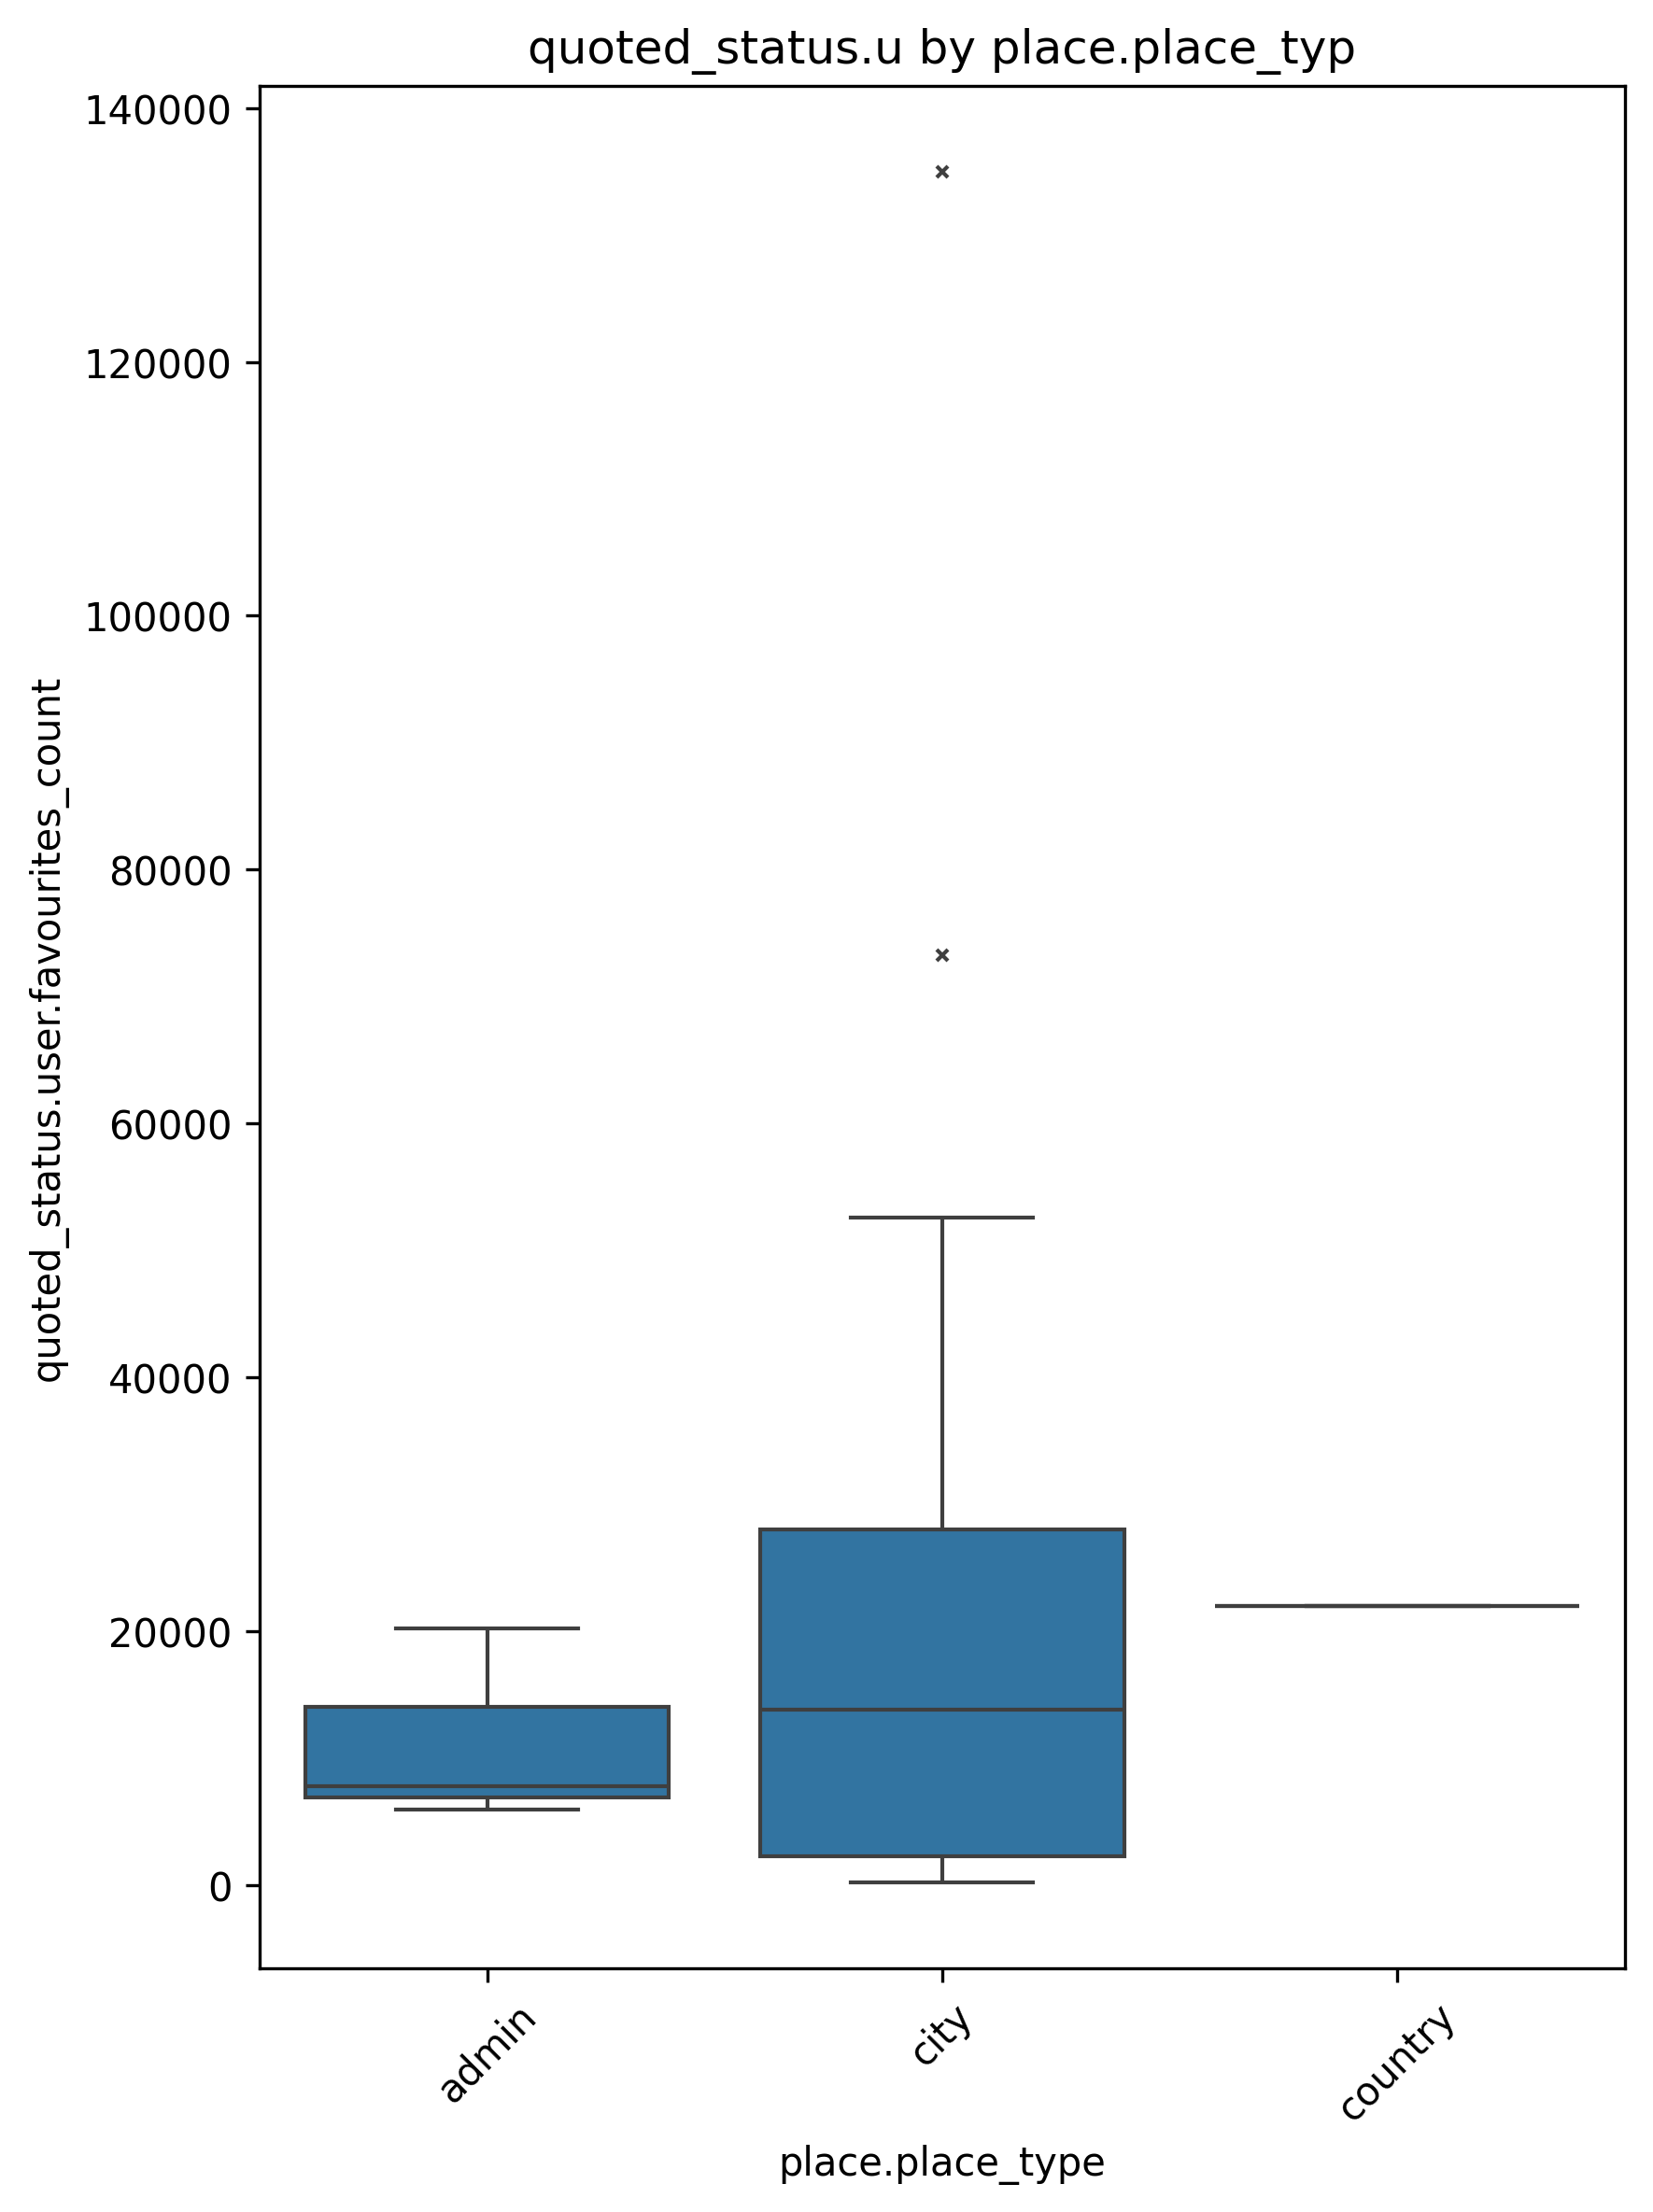 quoted_status.u by place.place_typ
140000
120000
100000
80000
60000
40000
20000
0
quoted_status.user.favourites_count
admin
city
country
place.place_type